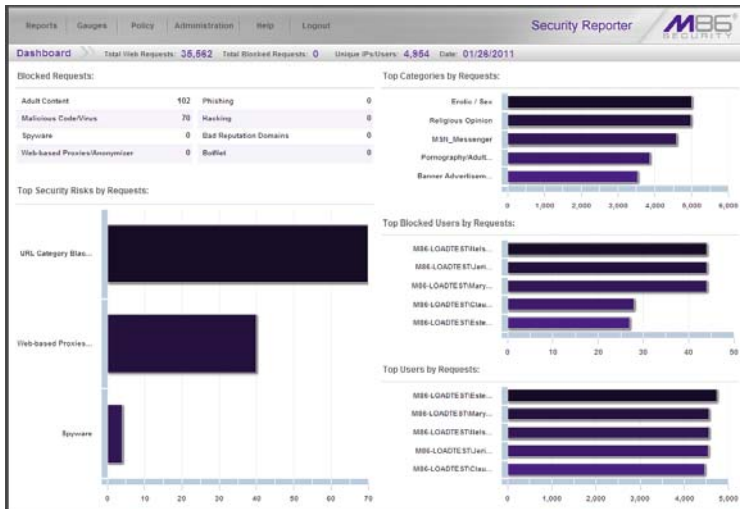 Reports Gauges Policy Administration Help Logout
Security Reporter
M86
SECURITY
Dashboard Total Web Requests: 35,562 Total Blocked Requests: 0 Unique IPs/Users: 4,954 Date: 01/26/2011
Blocked Requests:
Adult Content 102 Phishing 0
Malicious Code/Virus 70 Hacking 0
Spyware 0 Bad Reputation Domains 0
Web-based Proxies/Anonymizer 0 BotNet 0
Top Security Risks by Requests:
URL Category Blac...
Web-based Proxies...
Spyware
0 10 20 30 40 50 60 70
Top Categories by Requests:
Erotic / Sex
Religious Opinion
MSN_Messenger
Pornography/Adult...
Banner Advertisem...
0 1,000 2,000 3,000 4,000 5,000 6,000
Top Blocked Users by Requests:
M86-LOADTEST\Nels...
M86-LOADTEST\Jeri...
M86-LOADTEST\Mary...
M86-LOADTEST\Clau...
M86-LOADTEST\Este...
0 10 20 30 40 50
Top Users by Requests:
M86-LOADTEST\Este...
M86-LOADTEST\Mary...
M86-LOADTEST\Nels...
M86-LOADTEST\Jeri...
M86-LOADTEST\Clau...
0 1,000 2,000 3,000 4,000 5,000